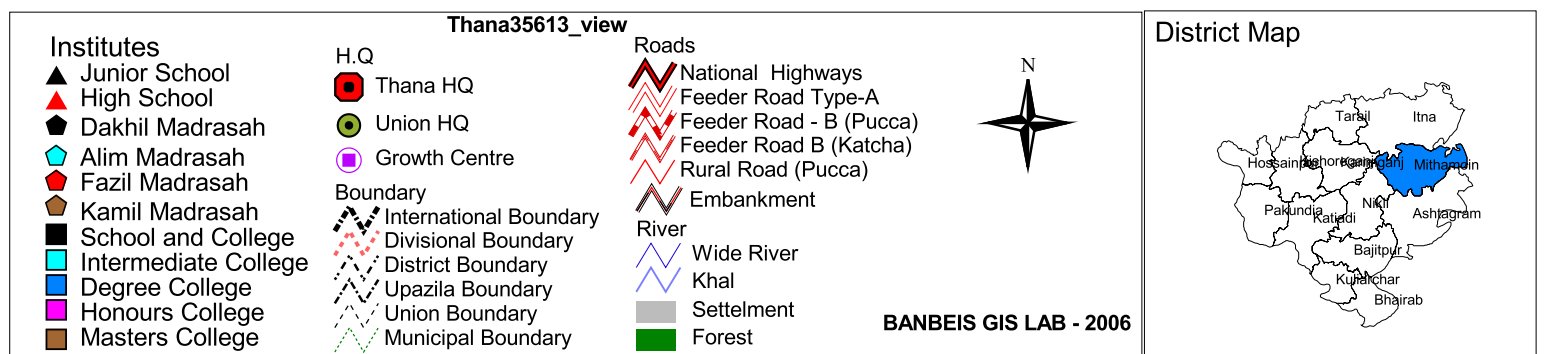 Thana35613_view
Institutes
Junior School
High School
Dakhil Madrasah
Alim Madrasah
Fazil Madrasah
Kamil Madrasah
School and College
Intermediate College
Degree College
Honours College
Masters College
H.Q
Thana HQ
Union HQ
Growth Centre
Boundary
International Boundary
Divisional Boundary
District Boundary
Upazila Boundary
Union Boundary
Municipal Boundary
Roads
National Highways
Feeder Road Type-A
Feeder Road - B (Pucca)
Feeder Road B (Katcha)
Rural Road (Pucca)
Embankment
River
Wide River
Khal
Settelment
Forest
N
BANBEIS GIS LAB - 2006
District Map
Tarail
Itna
Mithamoin
Nikli
Ashtagram
Pakundia
Katiadi
Bajitpur
Kuliarchar
Bhairab